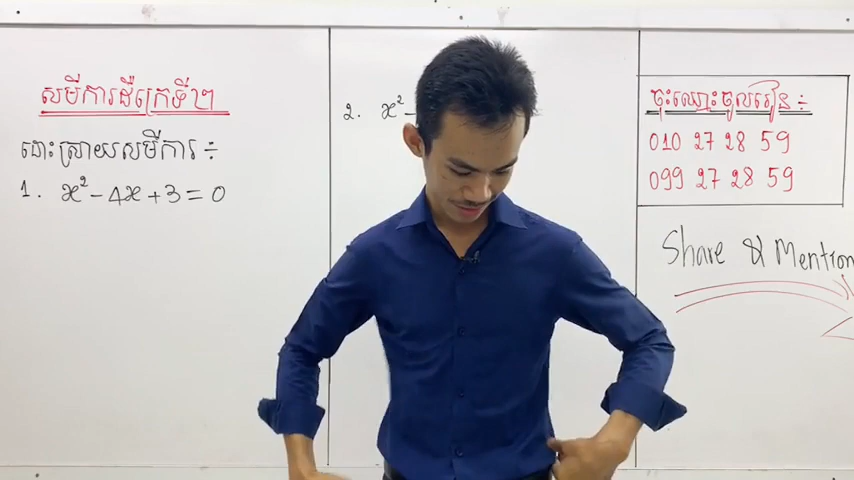 សមីការដឺក្រេទី២
ដោះស្រាយសមីការ ÷
1. x² - 4x + 3 = 0
2. x² -
ចុះឈ្មោះចូលរៀន ÷
010 27 28 59
099 27 28 59
Share & Mention